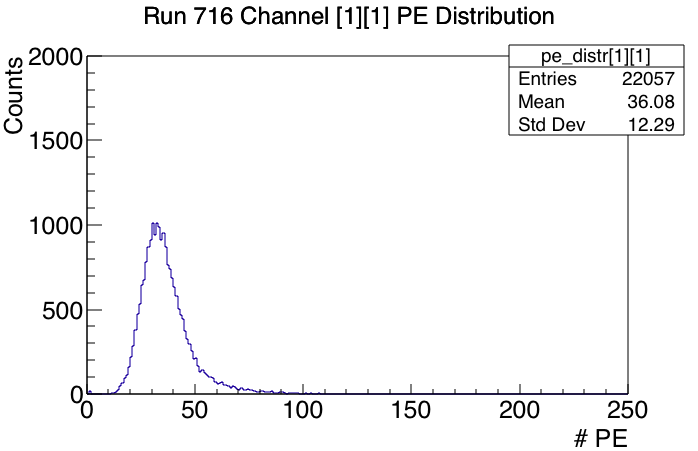 Run 716 Channel [1][1] PE Distribution
pe_distr[1][1]
Entries 22057
Mean 36.08
Std Dev 12.29
Counts
2000
1500
1000
500
0
0 50 100 150 200 250
# PE